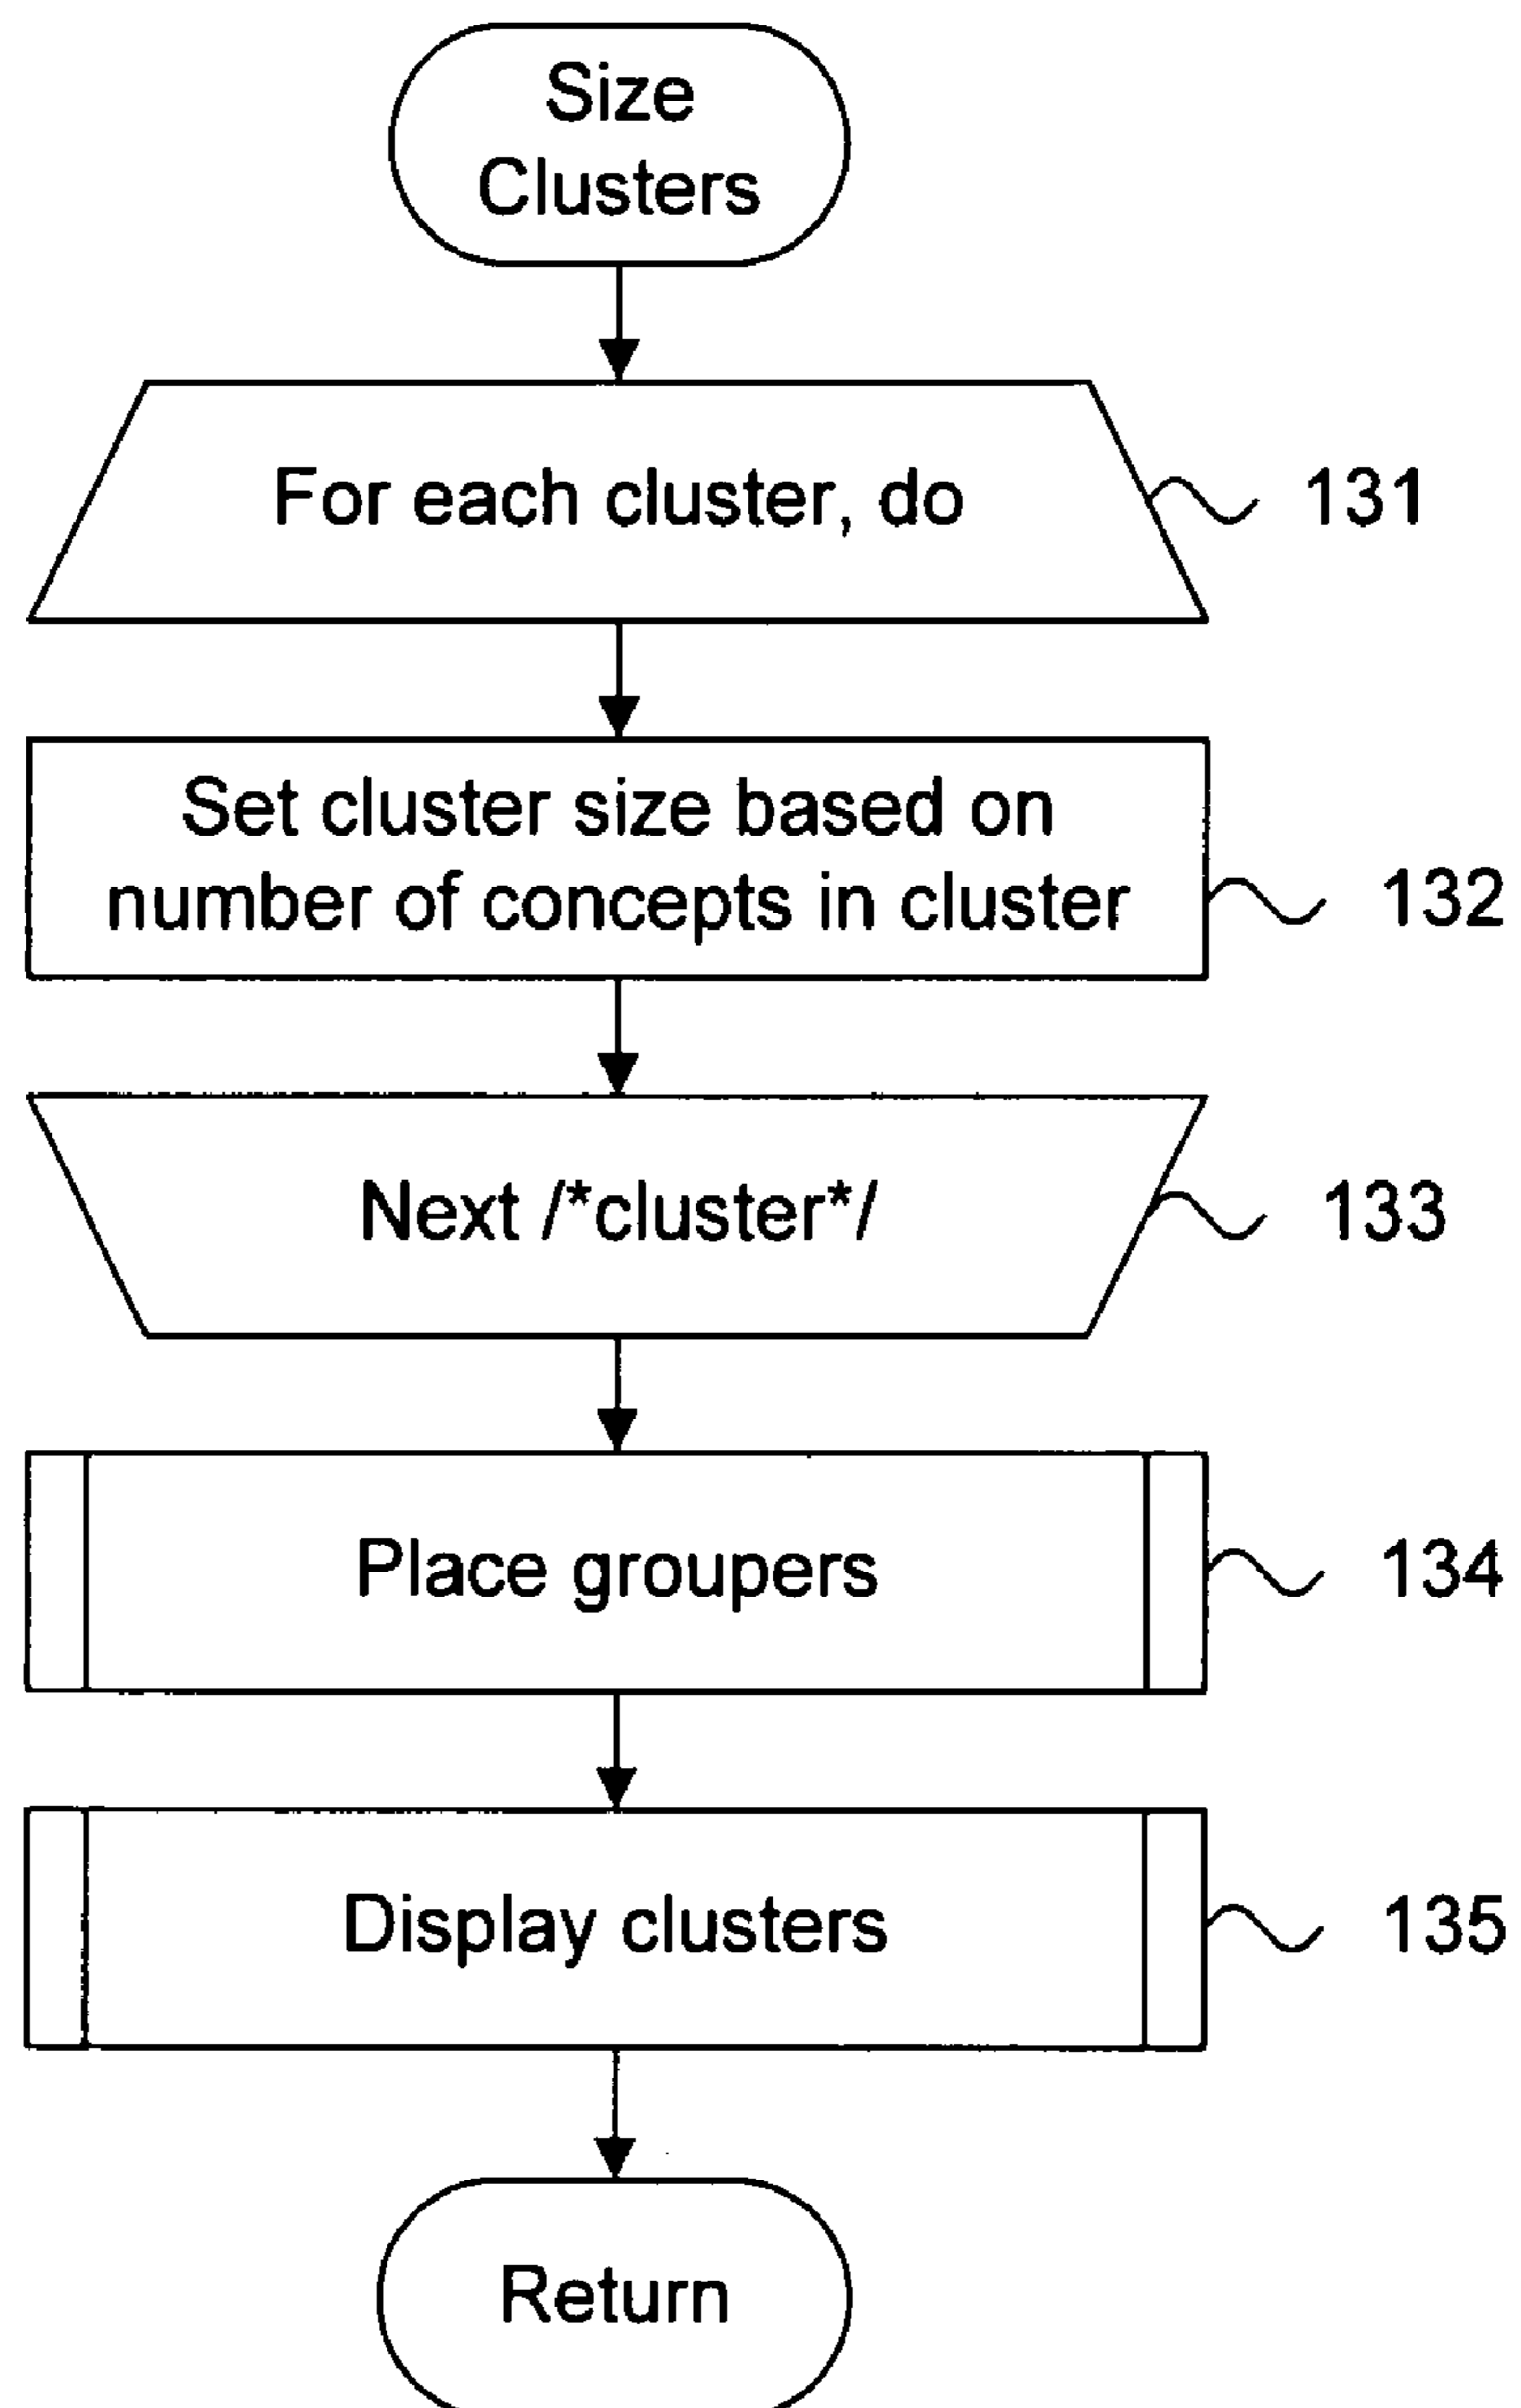 Size
Clusters
For each cluster, do
131
Set cluster size based on
number of concepts in cluster
132
Next /*cluster*/
133
Place groupers
134
Display clusters
135
Return